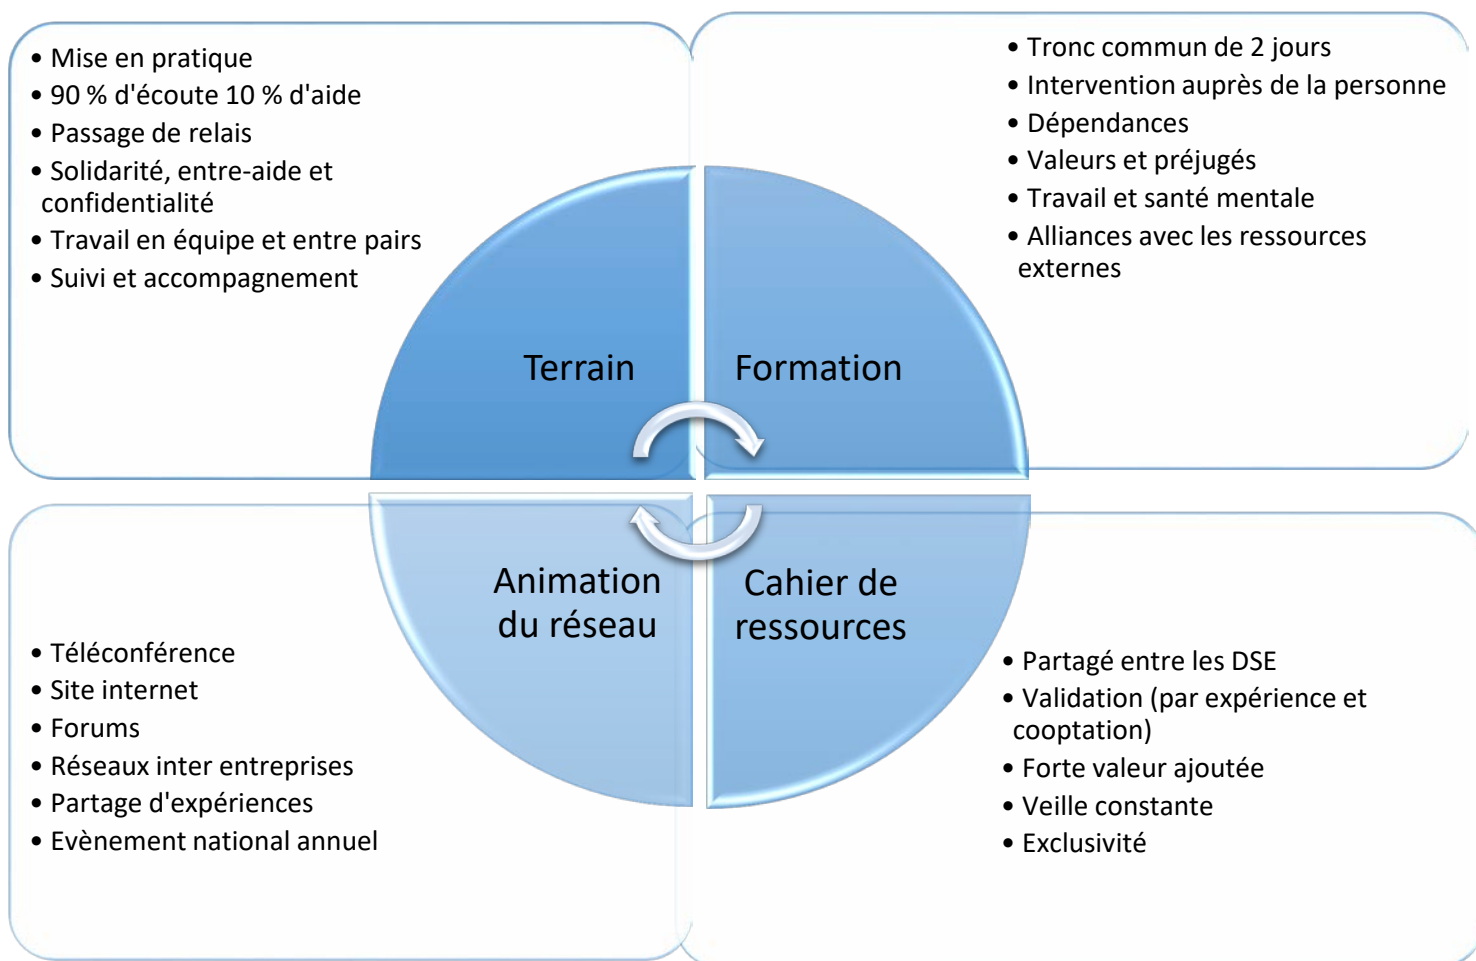 • Mise en pratique
• 90 % d'écoute 10 % d'aide
• Passage de relais
• Solidarité, entre-aide et
confidentialité
• Travail en équipe et entre pairs
• Suivi et accompagnement
• Tronc commun de 2 jours
• Intervention auprès de la personne
• Dépendances
• Valeurs et préjugés
• Travail et santé mentale
• Alliances avec les ressources
externes
Terrain
Formation
Animation
du réseau
Cahier de
ressources
• Téléconférence
• Site internet
• Forums
• Réseaux inter entreprises
• Partage d'expériences
• Evènement national annuel
• Partagé entre les DSE
• Validation (par expérience et
cooptation)
• Forte valeur ajoutée
• Veille constante
• Exclusivité